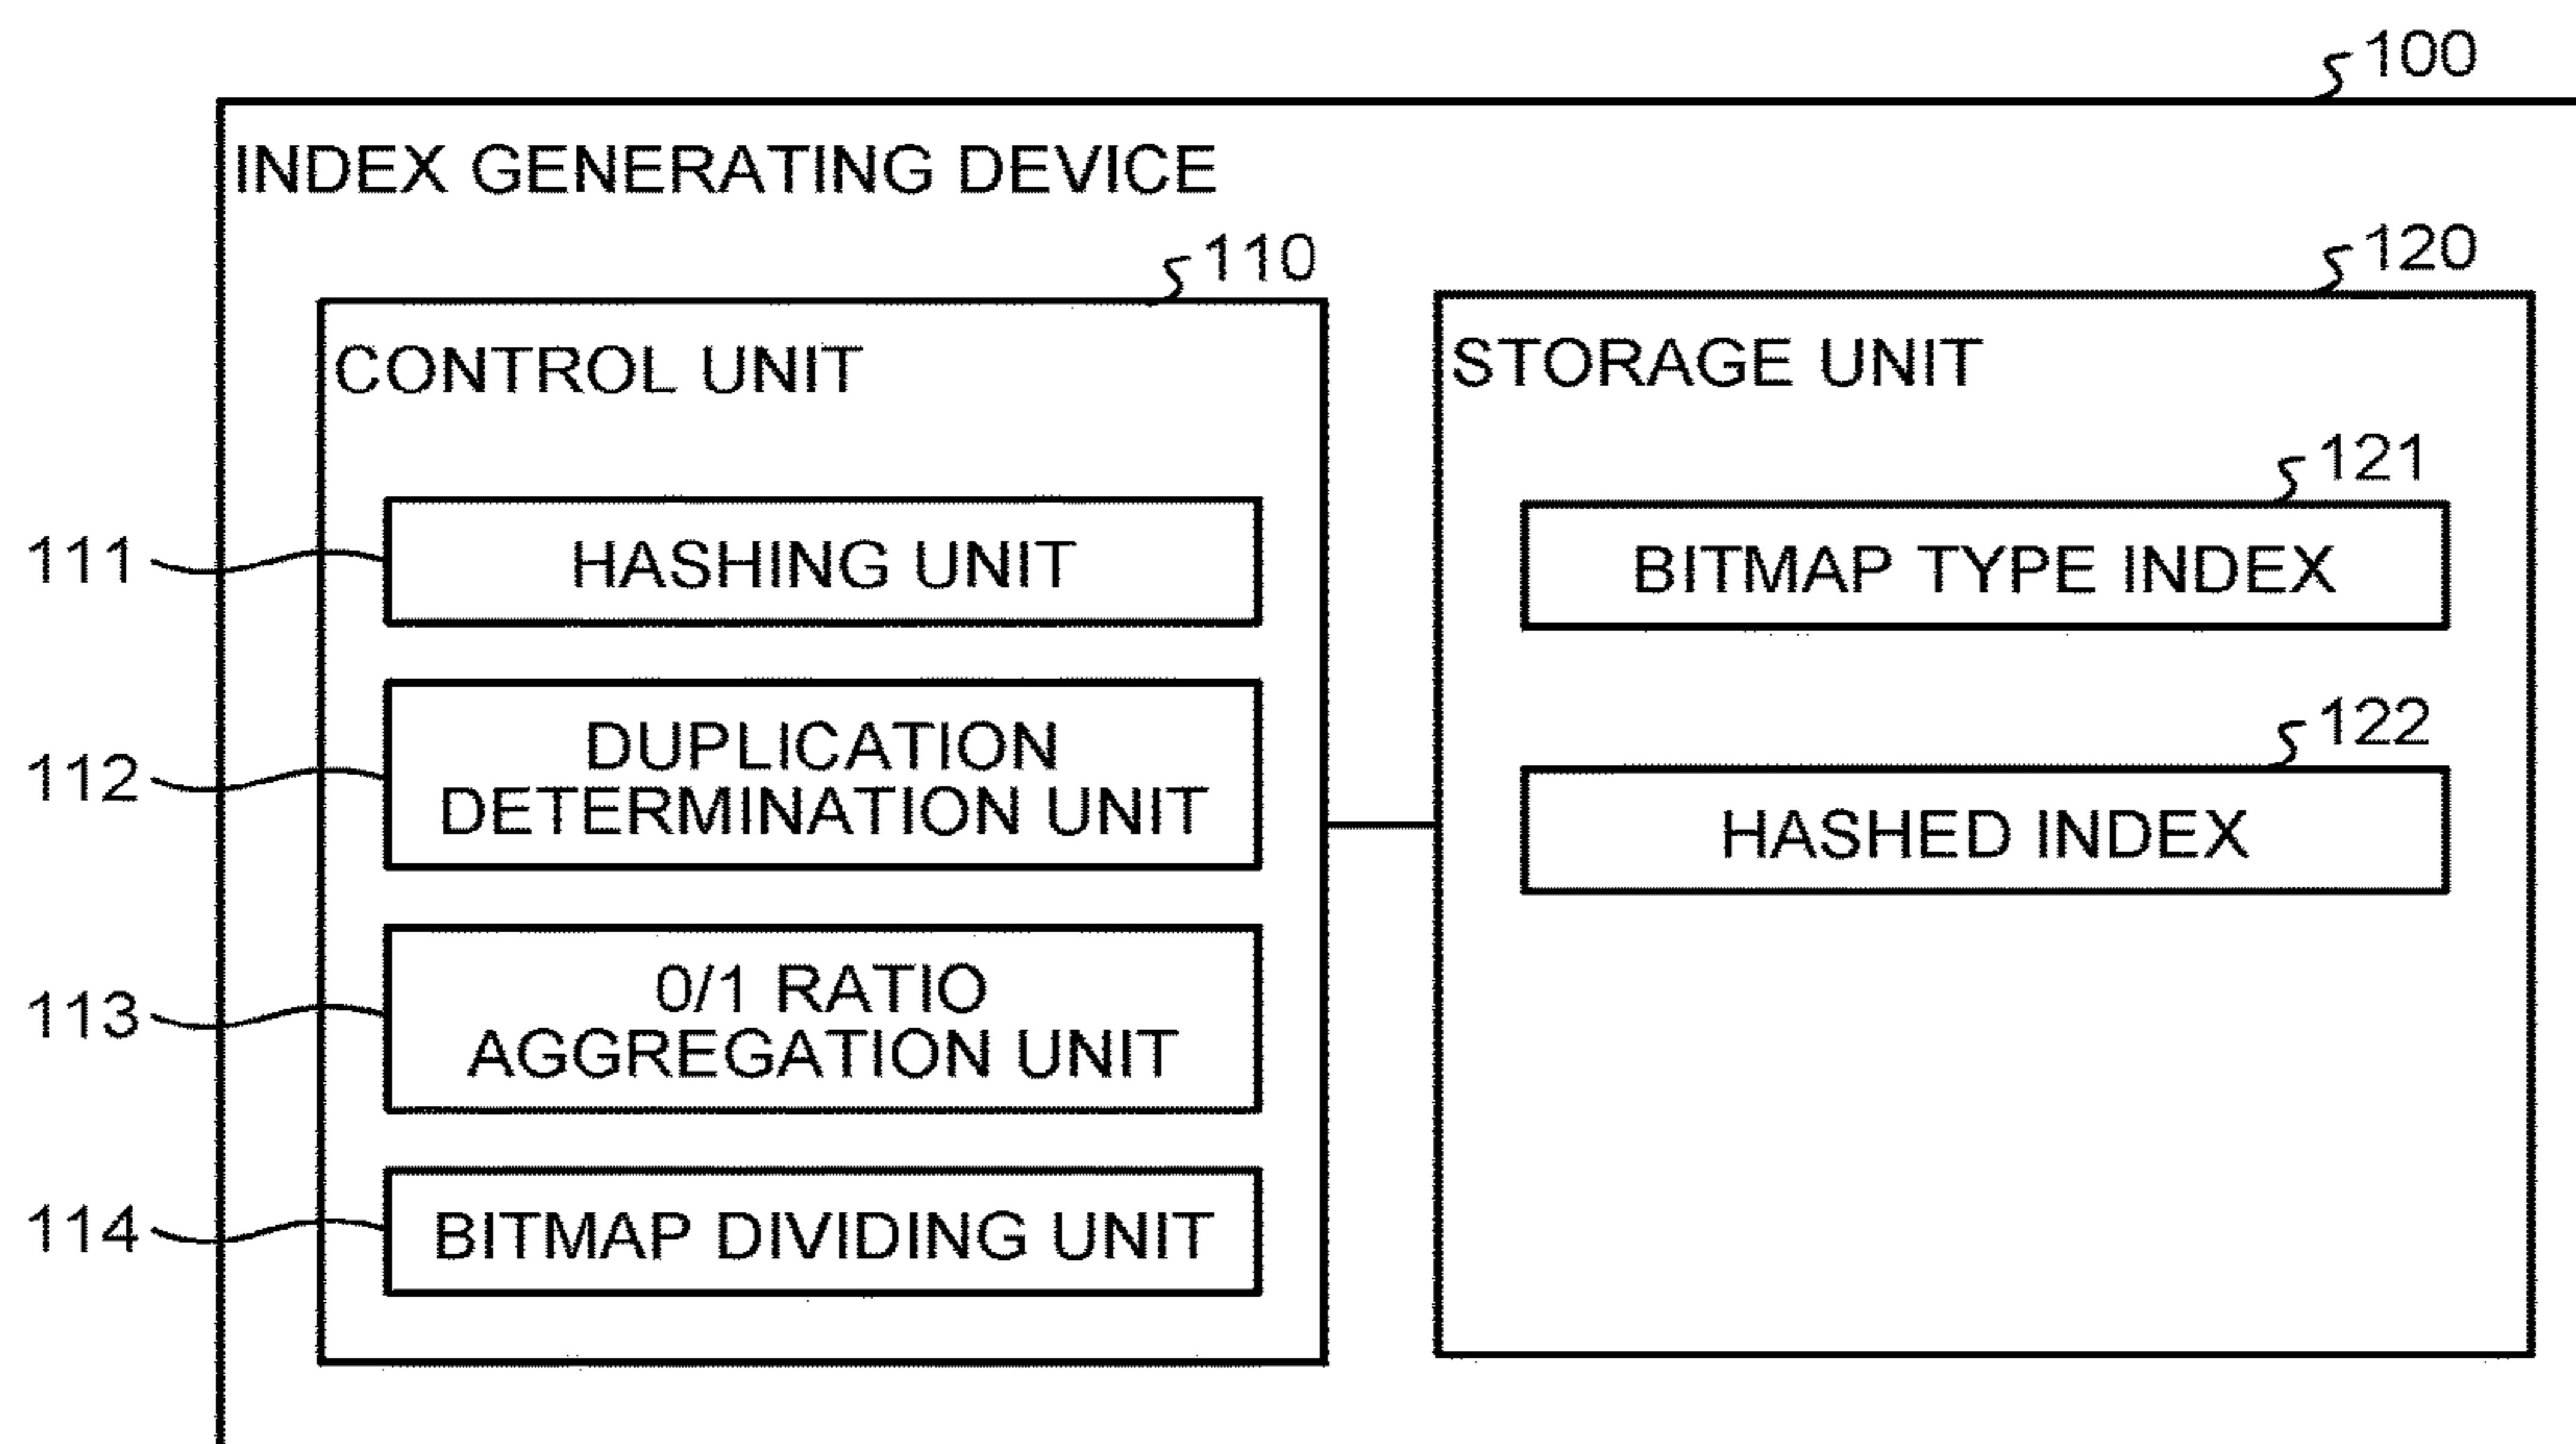 100
INDEX GENERATING DEVICE
110
120
CONTROL UNIT
STORAGE UNIT
111
HASHING UNIT
121
BITMAP TYPE INDEX
112
DUPLICATION
DETERMINATION UNIT
122
HASHED INDEX
113
0/1 RATIO
AGGREGATION UNIT
114
BITMAP DIVIDING UNIT